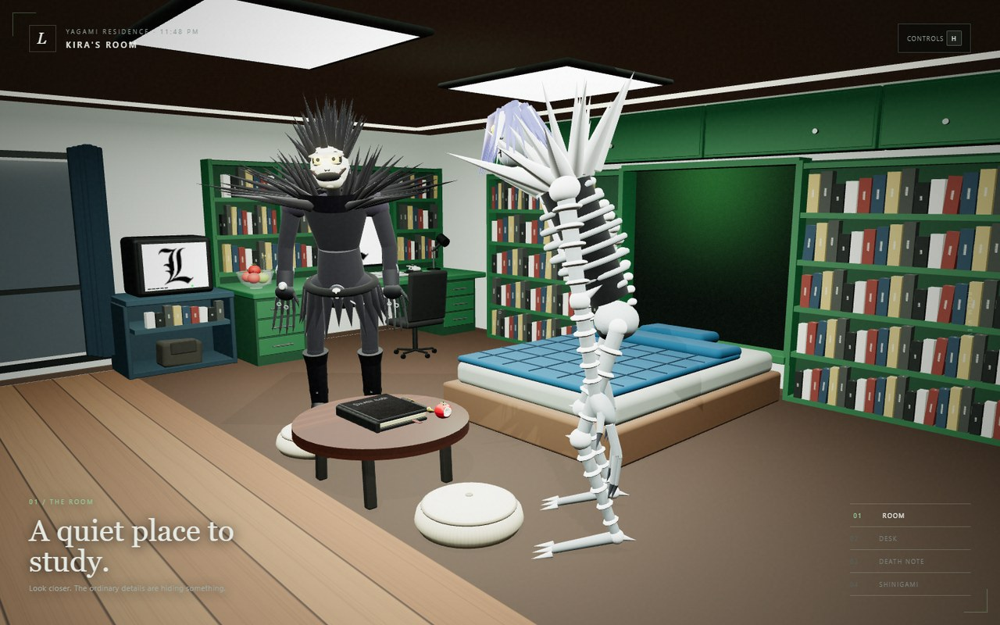 L
YAGAMI RESIDENCE · 11:48 PM
KIRA'S ROOM
CONTROLS H
L
01 / THE ROOM
A quiet place to
study.
Look closer. The ordinary details are hiding something.
01 ROOM
DESK
DEATH NOTE
SHINIGAMI